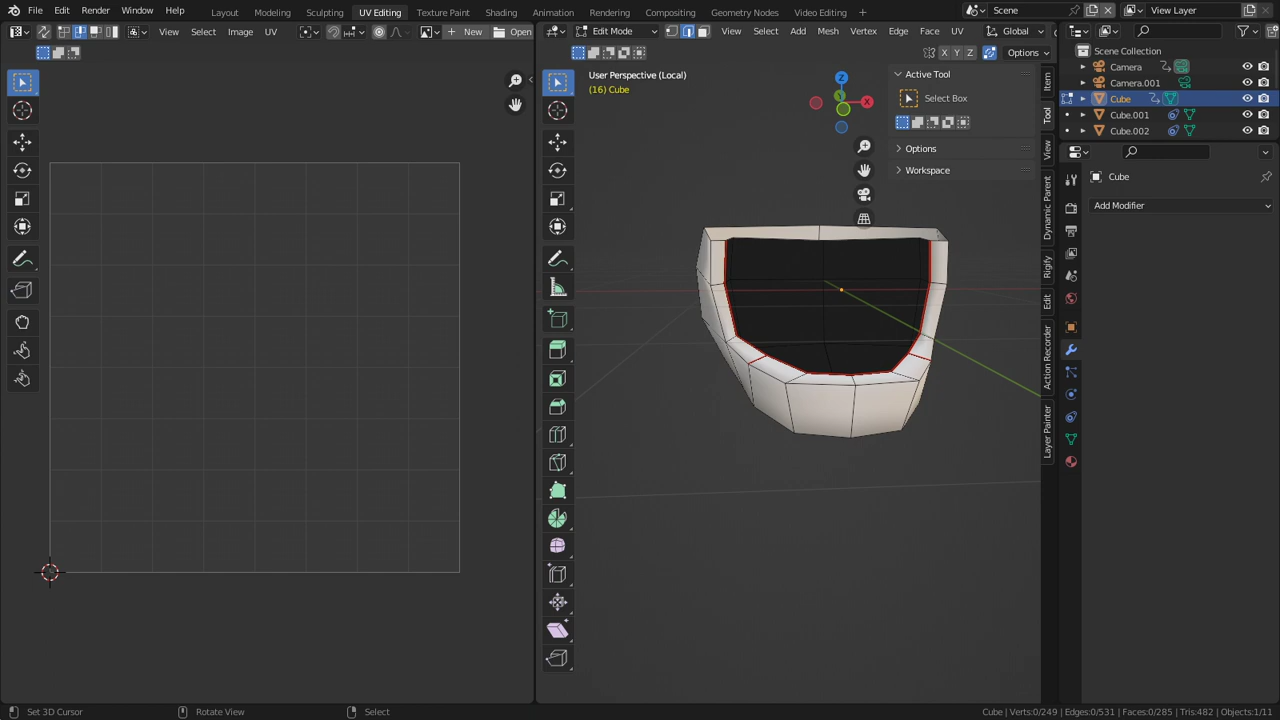 File Edit Render Window Help
Layout Modeling Sculpting UV Editing Texture Paint Shading Animation Rendering Compositing Geometry Nodes Video Editing
Scene
View Layer
View Select Image UV
New
Open
Edit Mode
View Select Add Mesh Vertex Edge Face UV
Global
X Y Z
Options
User Perspective (Local)
(16) Cube
Z
X
Active Tool
Select Box
Options
Workspace
Item
Tool
View
Dynamic Parent
Rigify
Edit
Action Recorder
Layer Painter
Scene Collection
Camera
Camera.001
Cube
Cube.001
Cube.002
Cube
Add Modifier
Set 3D Cursor
Rotate View
Select
Cube | Verts:0/249 | Edges:0/531 | Faces:0/285 | Tris:482 | Objects:1/11